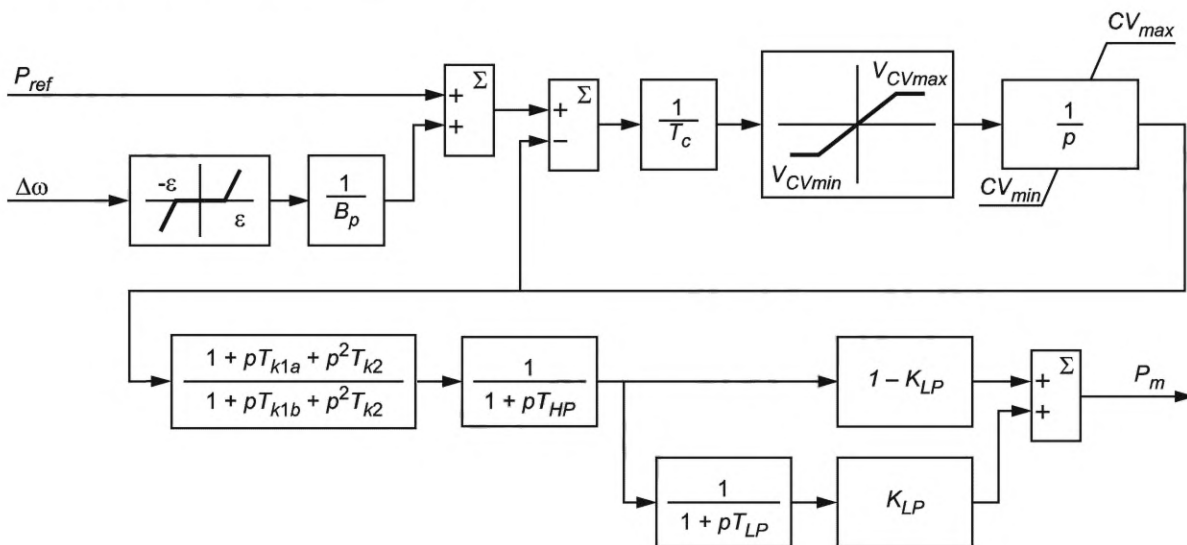 P_ref
+
+
Σ
+
−
Σ
1
T_c
V_CVmax
V_CVmin
CV_max
1
p
CV_min
Δω
-ε
ε
1
B_p
1 + pT_k1a + p²T_k2
1 + pT_k1b + p²T_k2
1
1 + pT_HP
1 – K_LP
1
1 + pT_LP
K_LP
+
+
Σ
P_m